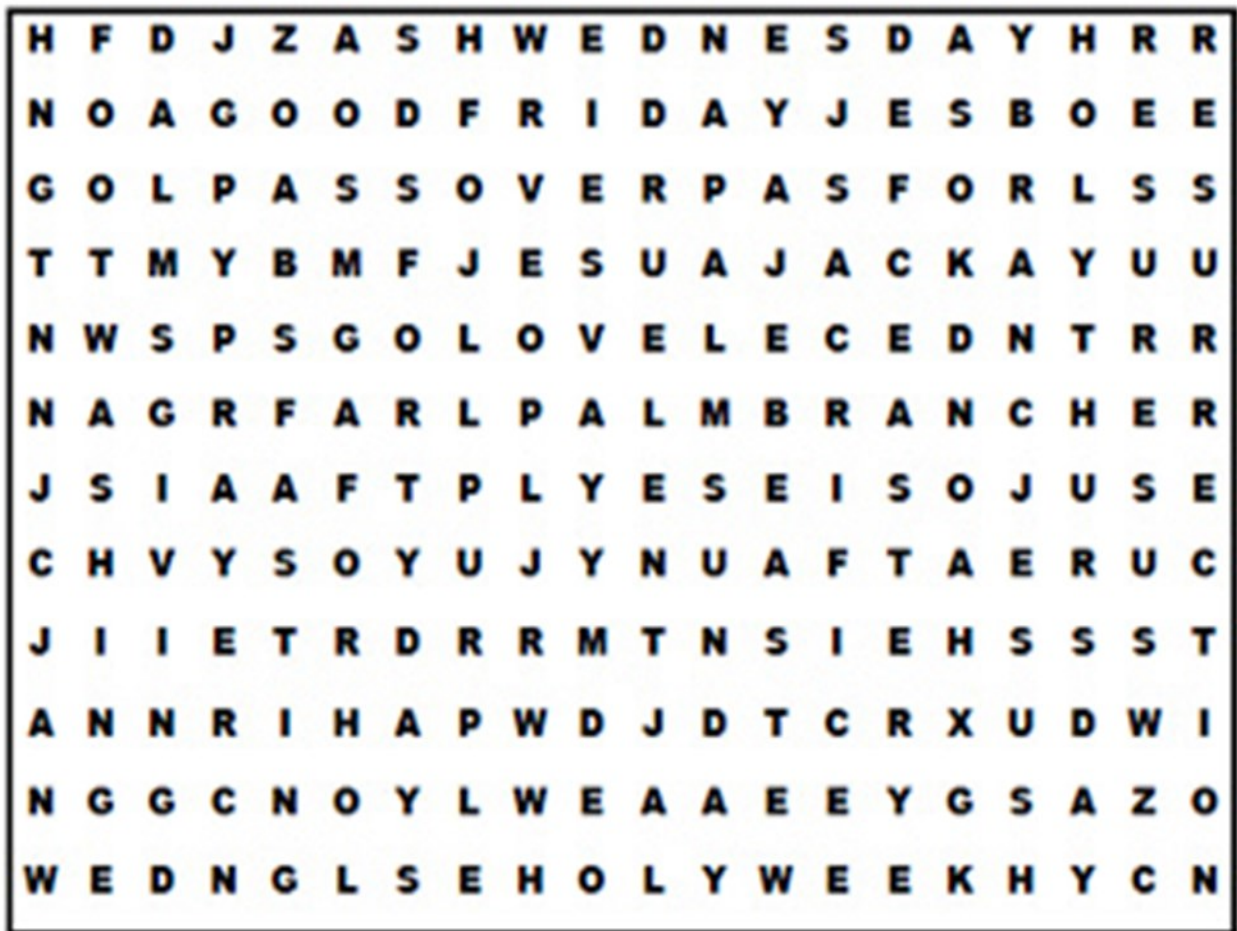 H F D J Z A S H W E D N E S D A Y H R R
N O A G O O D F R I D A Y J E S B O E E
G O L P A S S O V E R P A S F O R L S S
T T M Y B M F J E S U A J A C K A Y U U
N W S P S G O L O V E L E C E D N T R R
N A G R F A R L P A L M B R A N C H E R
J S I A A F T P L Y E S E I S O J U S E
C H V Y S O Y U J Y N U A F T A E R U C
J I I E T R D R R M T N S I E H S S S T
A N N R I H A P W D J D T C R X U D W I
N G G C N O Y L W E A A E E Y G S A Z O
W E D N G L S E H O L Y W E E K H Y C N